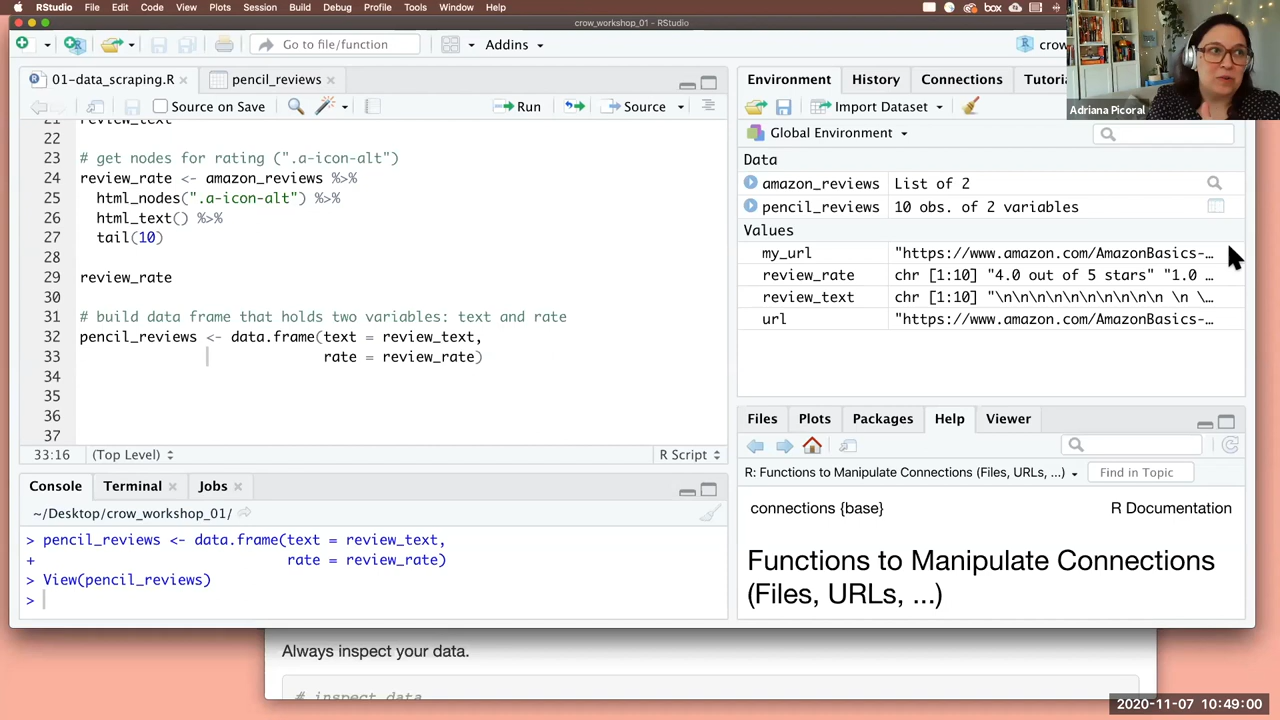 RStudio File Edit Code View Plots Session Build Debug Profile Tools Window Help
box
crow_workshop_01 - RStudio
Go to file/function
Addins
crow
Adriana Picoral
01-data_scraping.R
pencil_reviews
Source on Save
Run
Source
21 review_text
22
23 # get nodes for rating (".a-icon-alt")
24 review_rate <- amazon_reviews %>%
25 html_nodes(".a-icon-alt") %>%
26 html_text() %>%
27 tail(10)
28
29 review_rate
30
31 # build data frame that holds two variables: text and rate
32 pencil_reviews <- data.frame(text = review_text,
33 rate = review_rate)
34
35
36
37
33:16 (Top Level) R Script
Console Terminal Jobs
~/Desktop/crow_workshop_01/
> pencil_reviews <- data.frame(text = review_text,
+ rate = review_rate)
> View(pencil_reviews)
>
Environment History Connections Tutoria
Import Dataset
Global Environment
Data
amazon_reviews List of 2
pencil_reviews 10 obs. of 2 variables
Values
my_url "https://www.amazon.com/AmazonBasics-…
review_rate chr [1:10] "4.0 out of 5 stars" "1.0 …
review_text chr [1:10] "\n\n\n\n\n\n\n\n\n\n \n \…
url "https://www.amazon.com/AmazonBasics-…
Files Plots Packages Help Viewer
R: Functions to Manipulate Connections (Files, URLs, ...)
Find in Topic
connections {base} R Documentation
Functions to Manipulate Connections
(Files, URLs, ...)
Always inspect your data.
# inspect data
2020-11-07 10:49:00